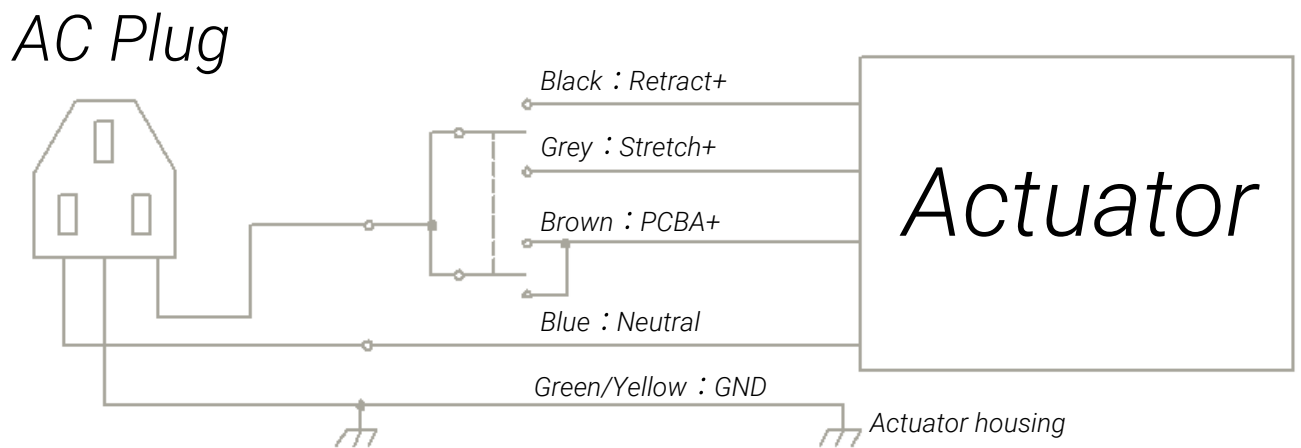 AC Plug
Black：Retract+
Grey：Stretch+
Brown：PCBA+
Blue：Neutral
Green/Yellow：GND
Actuator
Actuator housing